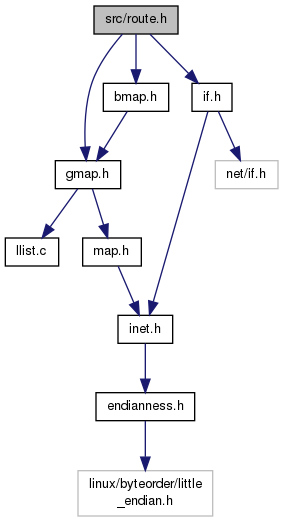 src/route.h
bmap.h
if.h
gmap.h
net/if.h
llist.c
map.h
inet.h
endianness.h
linux/byteorder/little
_endian.h